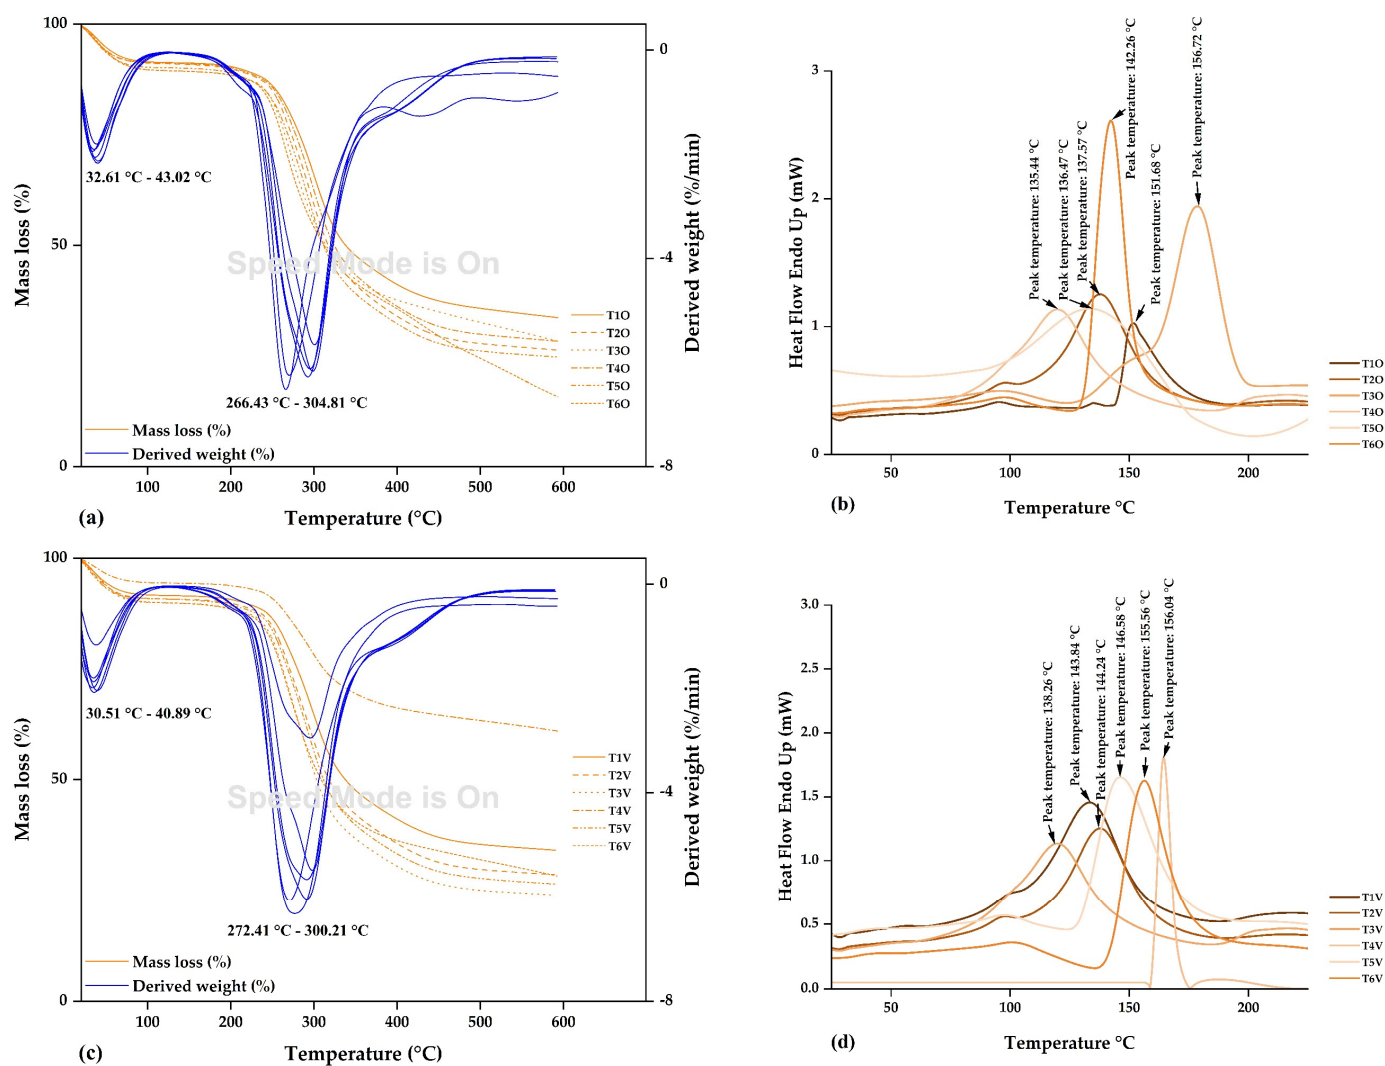 100
50
0
Mass loss (%)
0
-4
-8
Derived weight (%/min)
32.61 °C - 43.02 °C
Speed Mode is On
266.43 °C - 304.81 °C
T1O
T2O
T3O
T4O
T5O
T6O
Mass loss (%)
Derived weight (%)
100
200
300
400
500
600
(a)
Temperature (°C)
3
2
1
0
Heat Flow Endo Up (mW)
Peak temperature: 135.44 °C
Peak temperature: 136.47 °C
Peak temperature: 137.57 °C
Peak temperature: 142.26 °C
Peak temperature: 151.68 °C
Peak temperature: 156.72 °C
T1O
T2O
T3O
T4O
T5O
T6O
50
100
150
200
(b)
Temperature °C
100
50
0
Mass loss (%)
0
-4
-8
Derived weight (%/min)
30.51 °C - 40.89 °C
Speed Mode is On
272.41 °C - 300.21 °C
T1V
T2V
T3V
T4V
T5V
T6V
Mass loss (%)
Derived weight (%)
100
200
300
400
500
600
(c)
Temperature (°C)
3.0
2.5
2.0
1.5
1.0
0.5
0.0
Heat Flow Endo Up (mW)
Peak temperature: 138.26 °C
Peak temperature: 143.84 °C
Peak temperature: 144.24 °C
Peak temperature: 146.58 °C
Peak temperature: 155.56 °C
Peak temperature: 156.04 °C
T1V
T2V
T3V
T4V
T5V
T6V
50
100
150
200
(d)
Temperature °C